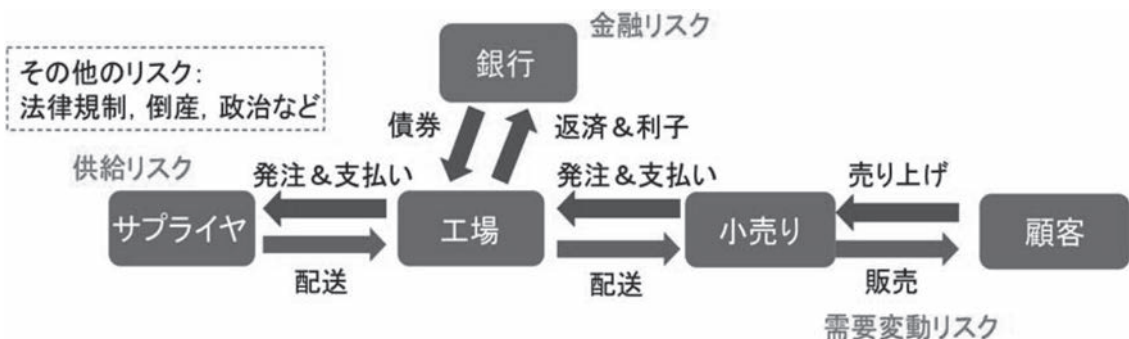 金融リスク
銀行
その他のリスク：
法律規制, 倒産, 政治など
債券
返済＆利子
供給リスク
発注＆支払い
発注＆支払い
売り上げ
サプライヤ
工場
小売り
顧客
配送
配送
販売
需要変動リスク